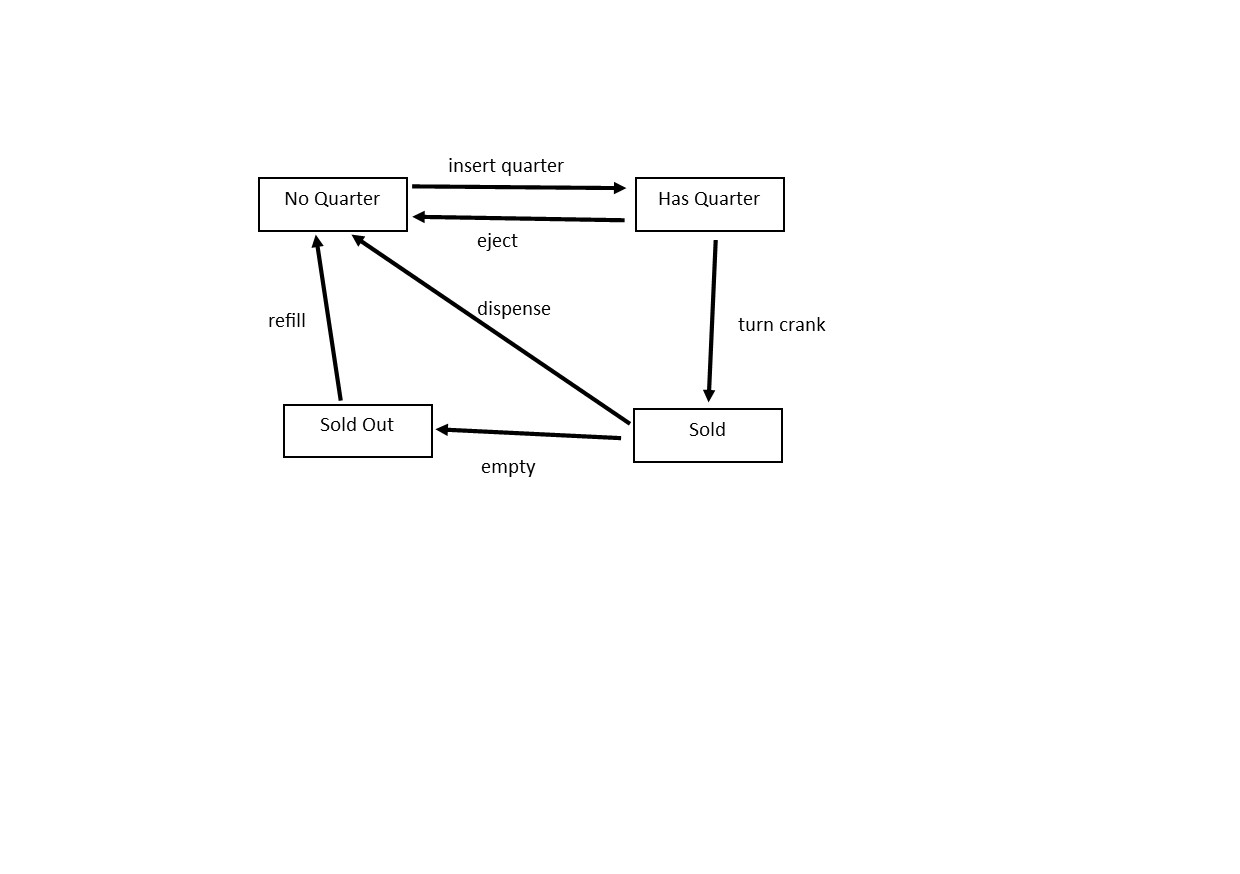 insert quarter
No Quarter
Has Quarter
eject
dispense
refill
turn crank
Sold Out
Sold
empty